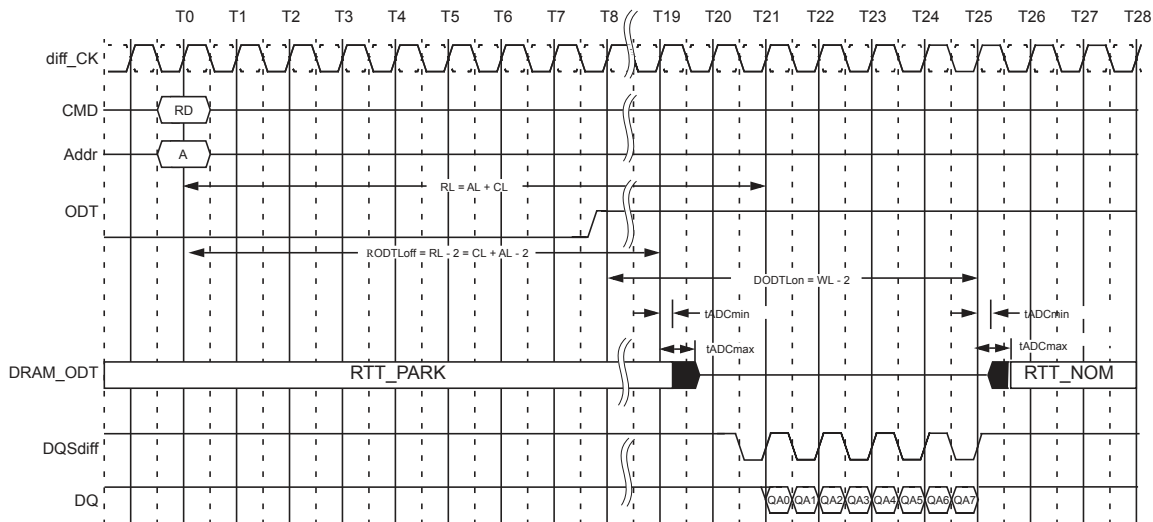 T0 T1 T2 T3 T4 T5 T6 T7 T8 T19 T20 T21 T22 T23 T24 T25 T26 T27 T28
diff_CK
CMD RD
Addr A
RL = AL + CL
ODT
RODTLoff = RL - 2 = CL + AL - 2
DODTLon = WL - 2
tADCmin tADCmin
tADCmax tADCmax
DRAM_ODT RTT_PARK RTT_NOM
DQSdiff
DQ QA0 QA1 QA2 QA3 QA4 QA5 QA6 QA7